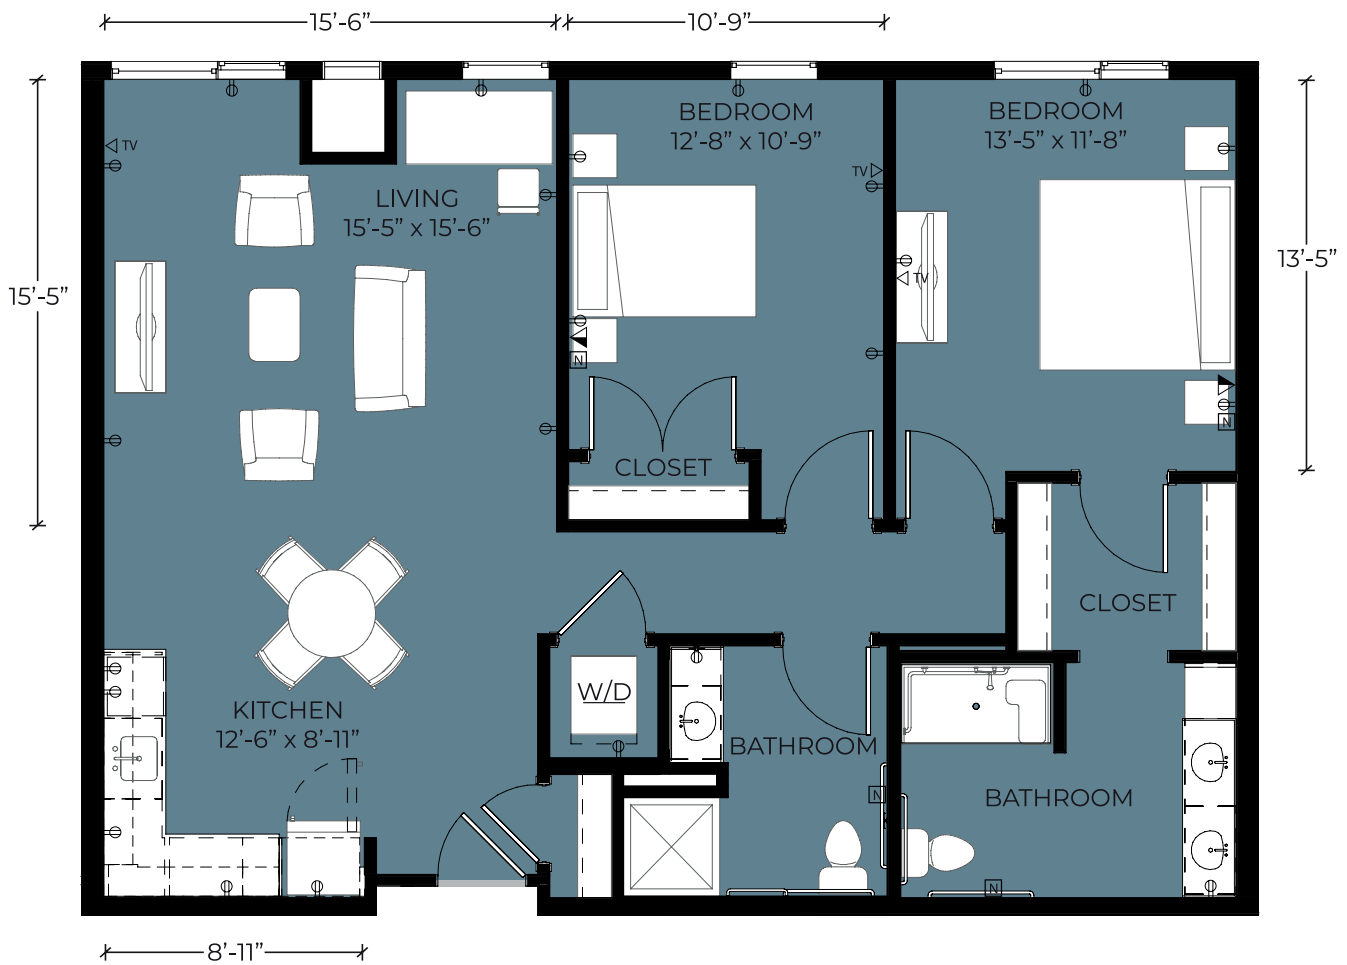 15’-6”
10’-9”
BEDROOM
12’-8” x 10’-9”
BEDROOM
13’-5” x 11’-8”
TV
TV
LIVING
15’-5” x 15’-6”
13’-5”
TV
15’-5”
N
N
CLOSET
CLOSET
W/D
KITCHEN
12’-6” x 8’-11”
BATHROOM
BATHROOM
N
N
8’-11”